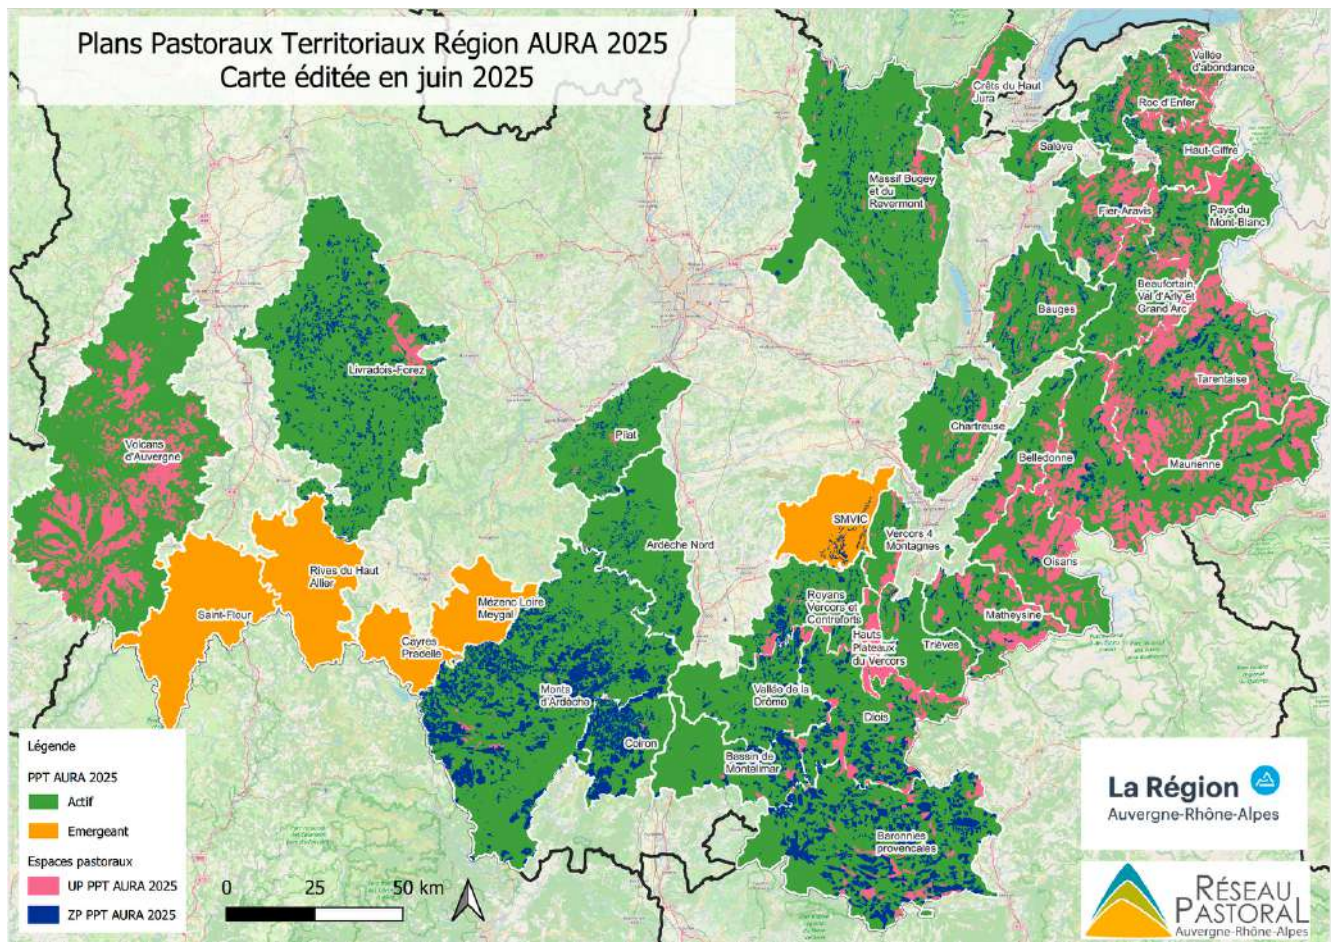 Plans Pastoraux Territoriaux Région AURA 2025
Carte éditée en juin 2025
Vallée
d'abondance
Crêts du Haut
Jura
Roc d'Enfer
Salève
Haut-Giffre
Massif Bugey
et du
Revermont
Fier-Aravis
Pays du
Mont-Blanc
Beaufortain
Val d'Arly et
Grand Arc
Bauges
Livradois-Forez
Tarentaise
Chartreuse
Pilat
Volcans
d'Auvergne
Belledonne
Maurienne
SMVIC
Vercors 4
Montagnes
Ardèche Nord
Oisans
Rives du Haut
Allier
Royans
Vercors et
Contreforts
Mézenc Loire
Meygal
Saint-Flour
Matheysine
Cayres
Pradelle
Hauts
Plateaux
du Vercors
Trièves
Monts
d'Ardèche
Vallée de la
Drôme
Diois
Coiron
Bassin de
Montélimar
Baronnies
provençales
Légende
PPT AURA 2025
Actif
Emergeant
Espaces pastoraux
UP PPT AURA 2025
ZP PPT AURA 2025
0 25 50 km
La Région
Auvergne-Rhône-Alpes
RÉSEAU
PASTORAL
Auvergne-Rhône-Alpes